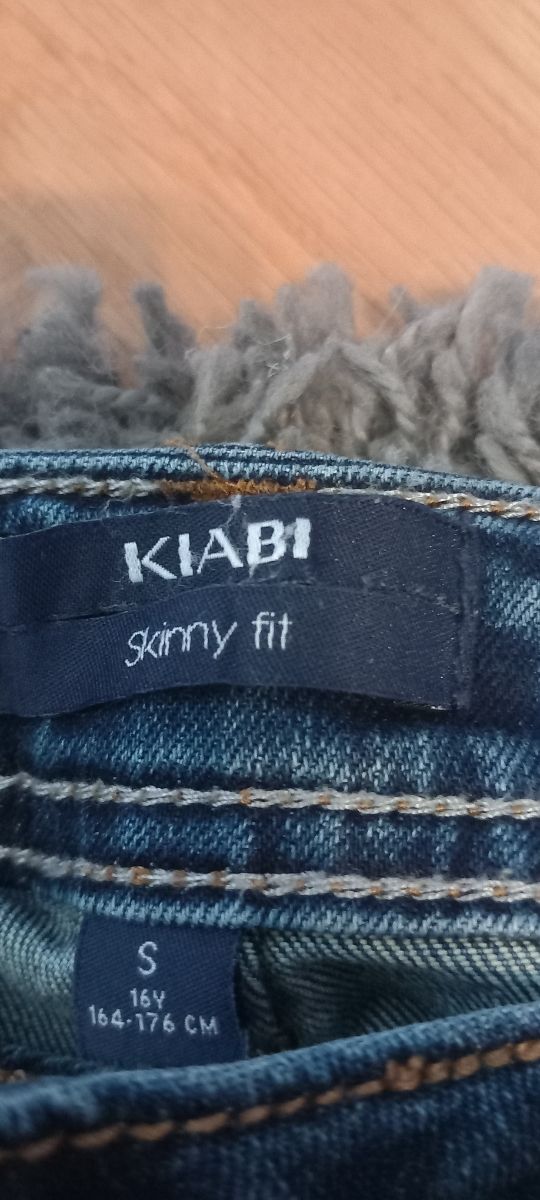 KIABI
skinny fit
S
16Y
164-176 CM